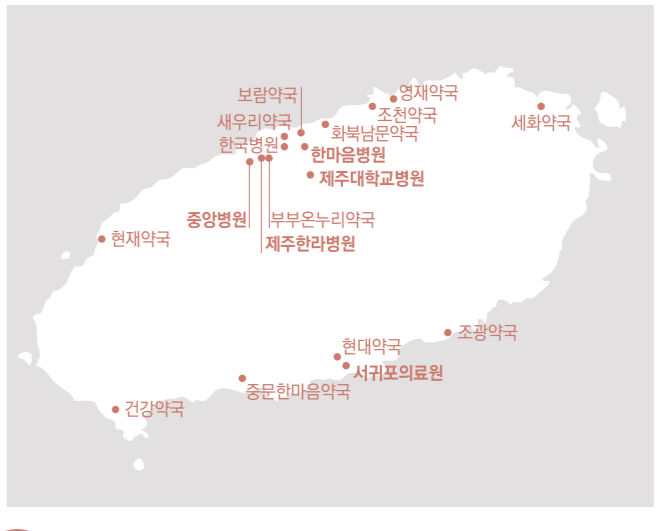 영재약국
보람약국
조천약국
세화약국
새우리약국
화북남문약국
한국병원
한마음병원
제주대학교병원
중앙병원
부부온누리약국
현재약국
제주한라병원
조광약국
현대약국
서귀포의료원
중문한마음약국
건강약국